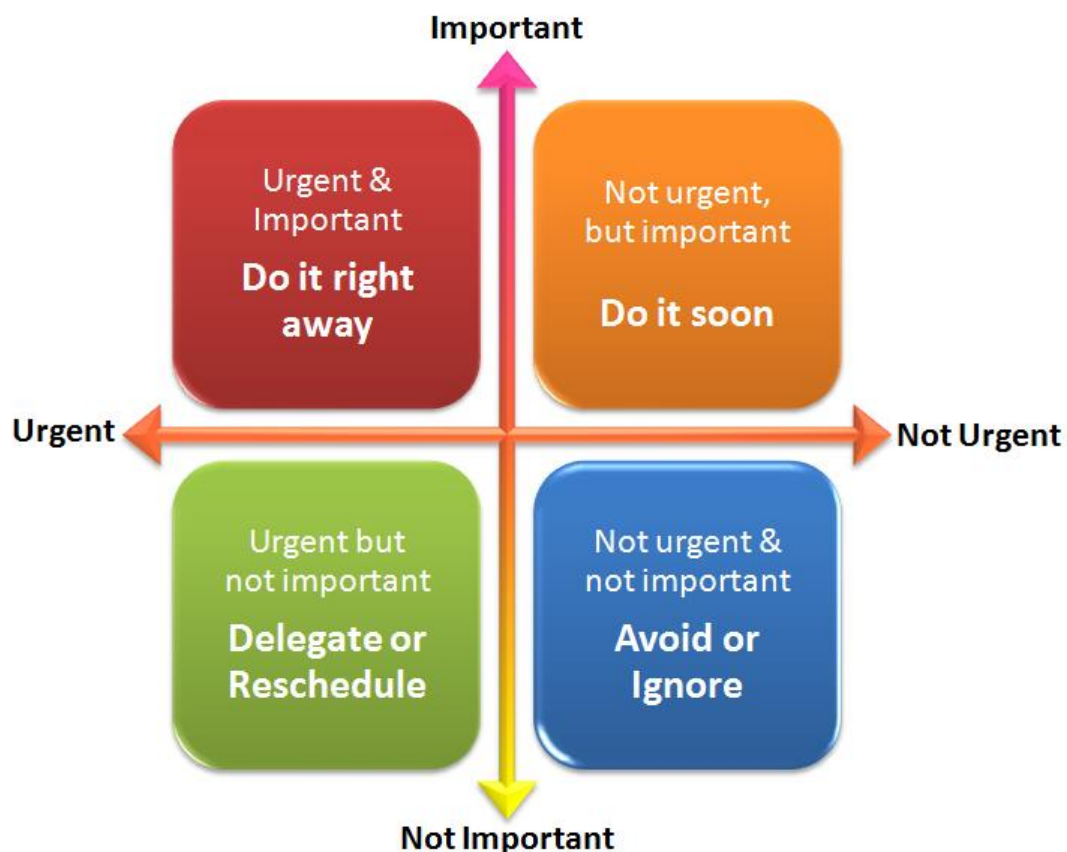 Important
Urgent &
Important
Do it right
away
Not urgent,
but important
Do it soon
Urgent
Not Urgent
Urgent but
not important
Delegate or
Reschedule
Not urgent &
not important
Avoid or
Ignore
Not Important